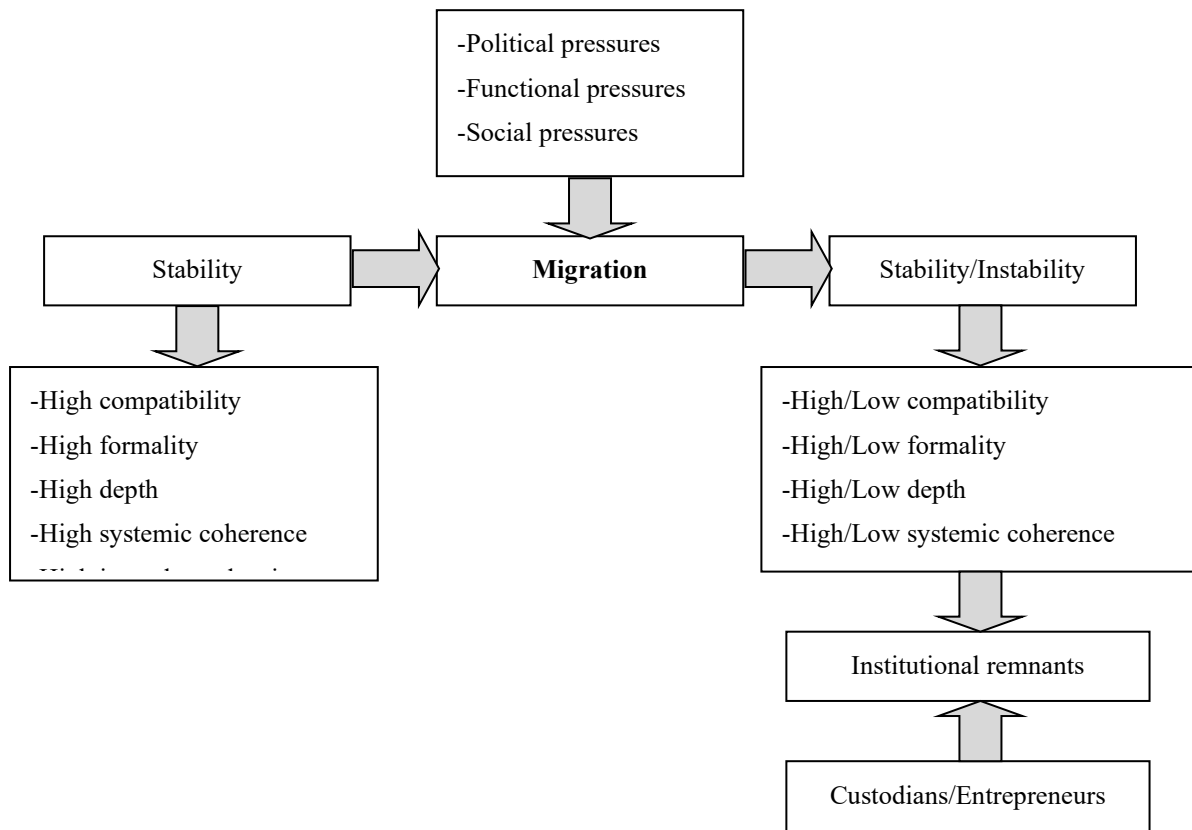 -Political pressures
-Functional pressures
-Social pressures
Stability
Migration
Stability/Instability
-High compatibility
-High formality
-High depth
-High systemic coherence
-High/Low compatibility
-High/Low formality
-High/Low depth
-High/Low systemic coherence
Institutional remnants
Custodians/Entrepreneurs